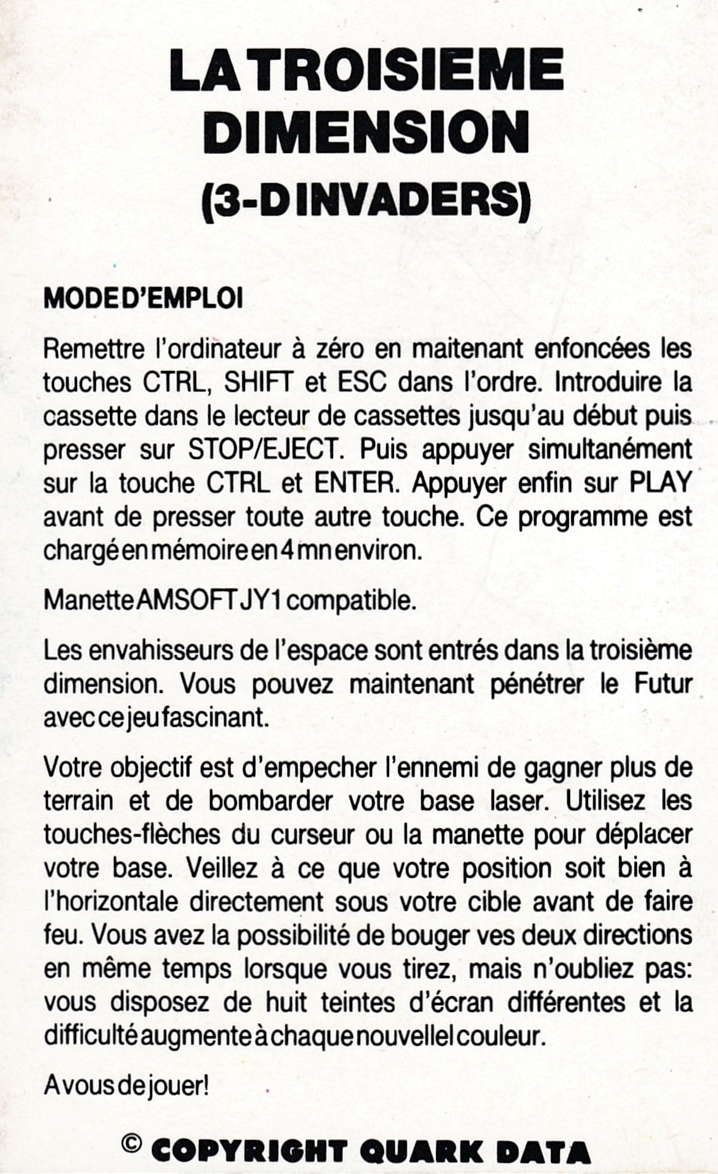 LA TROISIEME
DIMENSION
(3-D INVADERS)
MODE D'EMPLOI
Remettre l'ordinateur à zéro en maitenant enfoncées les
touches CTRL, SHIFT et ESC dans l'ordre. Introduire la
cassette dans le lecteur de cassettes jusqu'au début puis
presser sur STOP/EJECT. Puis appuyer simultanément
sur la touche CTRL et ENTER. Appuyer enfin sur PLAY
avant de presser toute autre touche. Ce programme est
chargé en mémoire en 4 mn environ.
Manette AMSOFT JY1 compatible.
Les envahisseurs de l'espace sont entrés dans la troisième
dimension. Vous pouvez maintenant pénétrer le Futur
avec ce jeu fascinant.
Votre objectif est d'empecher l'ennemi de gagner plus de
terrain et de bombarder votre base laser. Utilisez les
touches-flèches du curseur ou la manette pour déplacer
votre base. Veillez à ce que votre position soit bien à
l'horizontale directement sous votre cible avant de faire
feu. Vous avez la possibilité de bouger ves deux directions
en même temps lorsque vous tirez, mais n'oubliez pas:
vous disposez de huit teintes d'écran différentes et la
difficulté augmente à chaque nouvellel couleur.
A vous de jouer!
© COPYRIGHT QUARK DATA